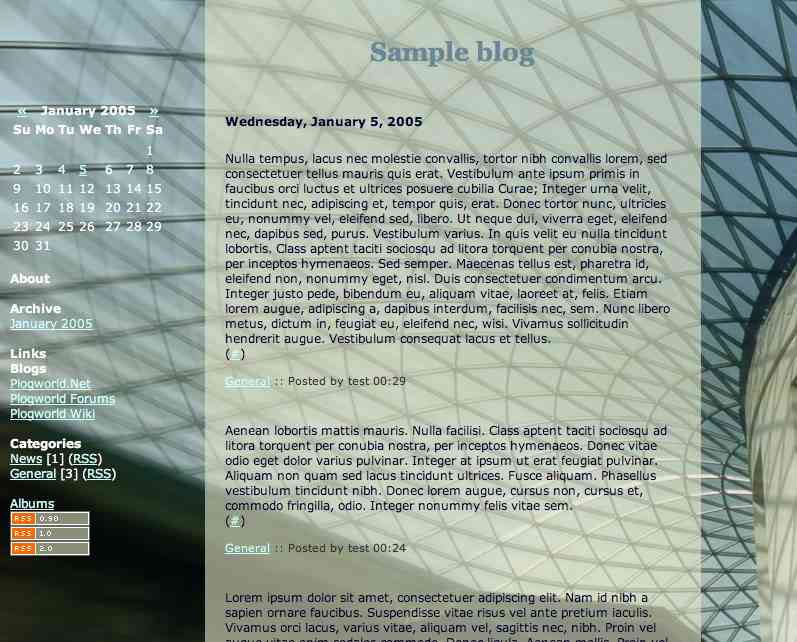 Sample blog
« January 2005 »
Su Mo Tu We Th Fr Sa
1
2 3 4 5 6 7 8
9 10 11 12 13 14 15
16 17 18 19 20 21 22
23 24 25 26 27 28 29
30 31
About
Archive
January 2005
Links
Blogs
Plogworld.Net
Plogworld Forums
Plogworld Wiki
Categories
News [1] (RSS)
General [3] (RSS)
Albums
RSS 0.90
RSS 1.0
RSS 2.0
Wednesday, January 5, 2005
Nulla tempus, lacus nec molestie convallis, tortor nibh convallis lorem, sed
consectetuer tellus mauris quis erat. Vestibulum ante ipsum primis in
faucibus orci luctus et ultrices posuere cubilia Curae; Integer urna velit,
tincidunt nec, adipiscing et, tempor quis, erat. Donec tortor nunc, ultricies
eu, nonummy vel, eleifend sed, libero. Ut neque dui, viverra eget, eleifend
nec, dapibus sed, purus. Vestibulum varius. In quis velit eu nulla tincidunt
lobortis. Class aptent taciti sociosqu ad litora torquent per conubia nostra,
per inceptos hymenaeos. Sed semper. Maecenas tellus est, pharetra id,
eleifend non, nonummy eget, nisl. Duis consectetuer condimentum arcu.
Integer justo pede, bibendum eu, aliquam vitae, laoreet at, felis. Etiam
lorem augue, adipiscing a, dapibus interdum, facilisis nec, sem. Nunc libero
metus, dictum in, feugiat eu, eleifend nec, wisi. Vivamus sollicitudin
hendrerit augue. Vestibulum consequat lacus et tellus.
(#)
General :: Posted by test 00:29
Aenean lobortis mattis mauris. Nulla facilisi. Class aptent taciti sociosqu ad
litora torquent per conubia nostra, per inceptos hymenaeos. Donec vitae
odio eget dolor varius pulvinar. Integer at ipsum ut erat feugiat pulvinar.
Aliquam non quam sed lacus tincidunt ultrices. Fusce aliquam. Phasellus
vestibulum tincidunt nibh. Donec lorem augue, cursus non, cursus et,
commodo fringilla, odio. Integer nonummy felis vitae sem.
(#)
General :: Posted by test 00:24
Lorem ipsum dolor sit amet, consectetuer adipiscing elit. Nam id nibh a
sapien ornare faucibus. Suspendisse vitae risus vel ante pretium iaculis.
Vivamus orci lacus, varius vitae, aliquam vel, sagittis nec, nibh. Proin vel